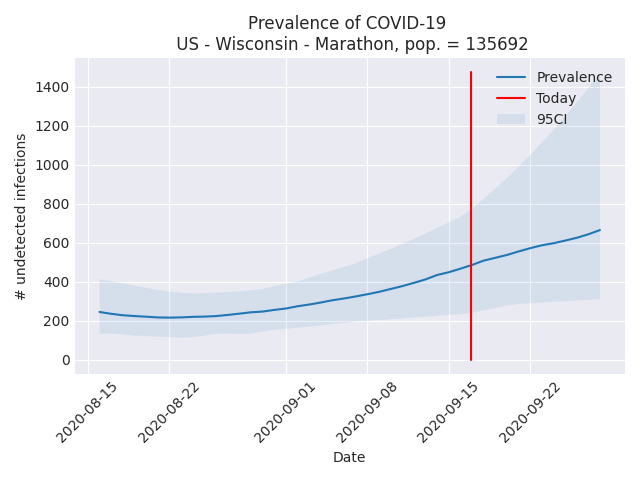 Prevalence of COVID-19
US - Wisconsin - Marathon, pop. = 135692
Prevalence
Today
95CI
1400
1200
1000
800
600
400
200
0
# undetected infections
2020-08-15
2020-08-22
2020-09-01
2020-09-08
2020-09-15
2020-09-22
Date